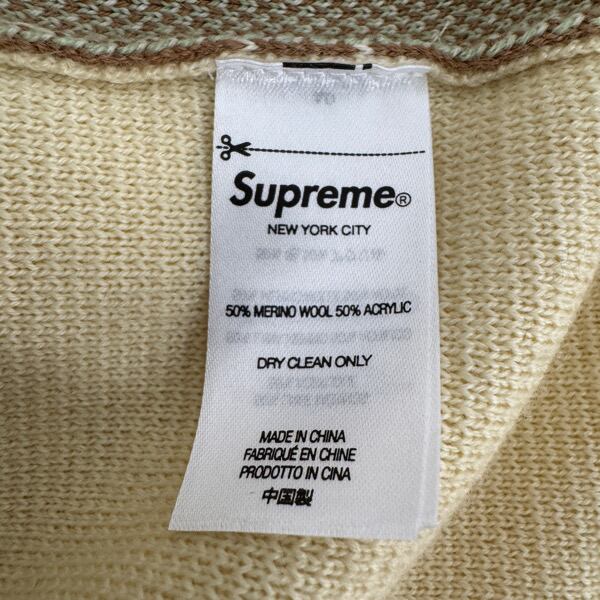 Supreme®
NEW YORK CITY
50% MERINO WOOL 50% ACRYLIC
DRY CLEAN ONLY
MADE IN CHINA
FABRIQUÉ EN CHINE
PRODOTTO IN CINA
中国製